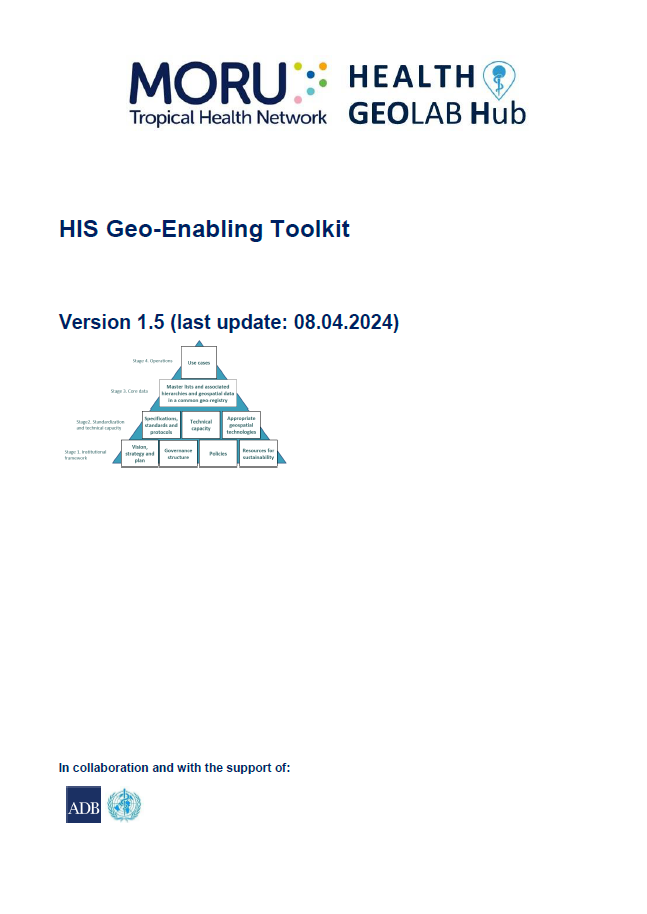 MORU
Tropical Health Network
HEALTH
GEOLAB Hub
HIS Geo-Enabling Toolkit
Version 1.5 (last update: 08.04.2024)
Stage 4. Operations
Use cases
Stage 3. Core data
Master lists and associated
hierarchies and geospatial data
in a common geo-registry
Stage2. Standardization
and technical capacity
Specifications,
standards and
protocols
Technical
capacity
Appropriate
geospatial
technologies
Stage 1. Institutional
framework
Vision,
strategy and
plan
Governance
structure
Policies
Resources for
sustainability
In collaboration and with the support of:
ADB